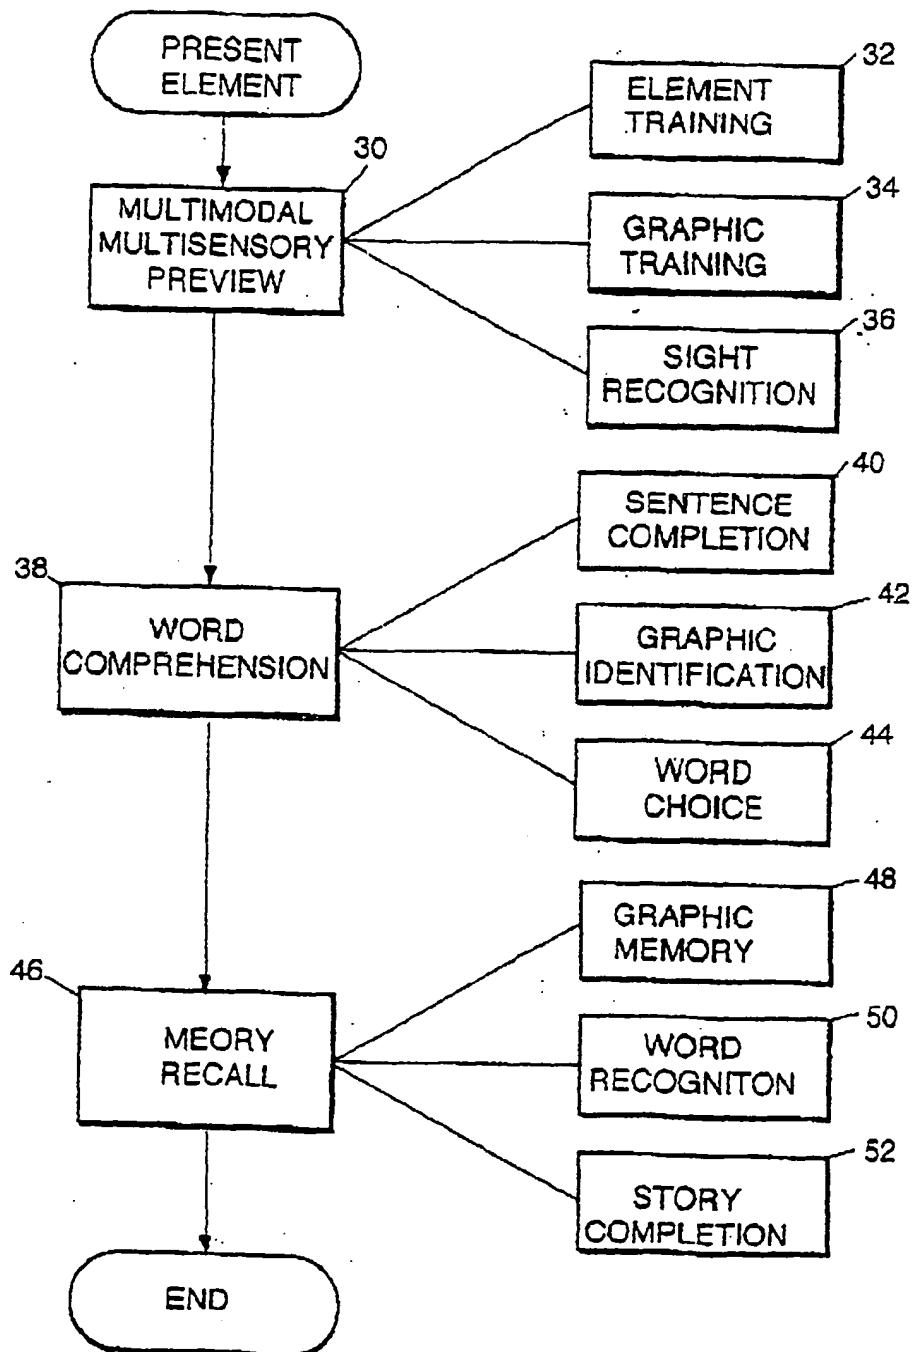 PRESENT
ELEMENT
30
MULTIMODAL
MULTISENSORY
PREVIEW
32
ELEMENT
TRAINING
34
GRAPHIC
TRAINING
36
SIGHT
RECOGNITION
38
WORD
COMPREHENSION
40
SENTENCE
COMPLETION
42
GRAPHIC
IDENTIFICATION
44
WORD
CHOICE
46
MEORY
RECALL
48
GRAPHIC
MEMORY
50
WORD
RECOGNITON
52
STORY
COMPLETION
END